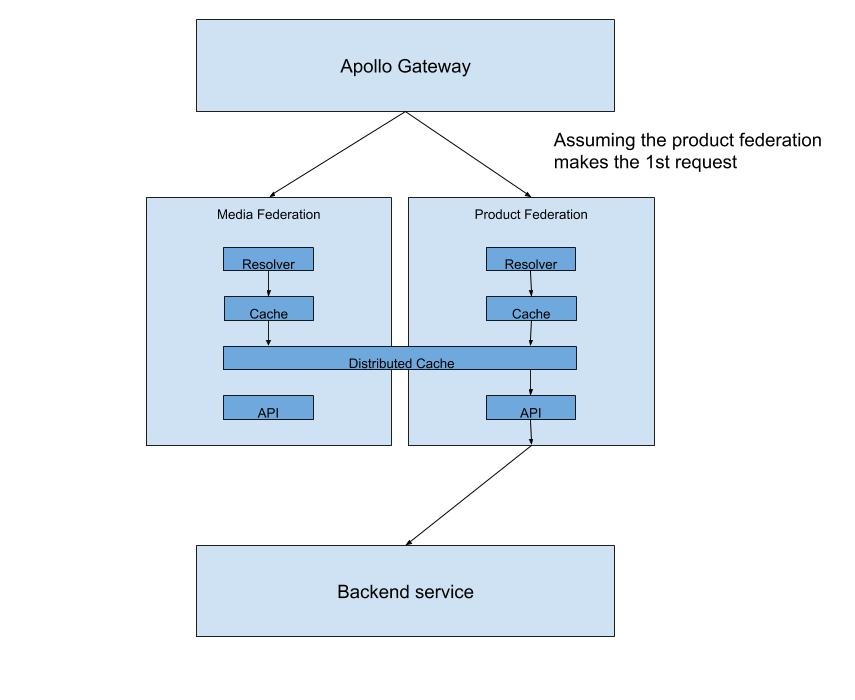 Apollo Gateway
Assuming the product federation
makes the 1st request
Media Federation
Product Federation
Resolver
Resolver
Cache
Cache
Distributed Cache
API
API
Backend service